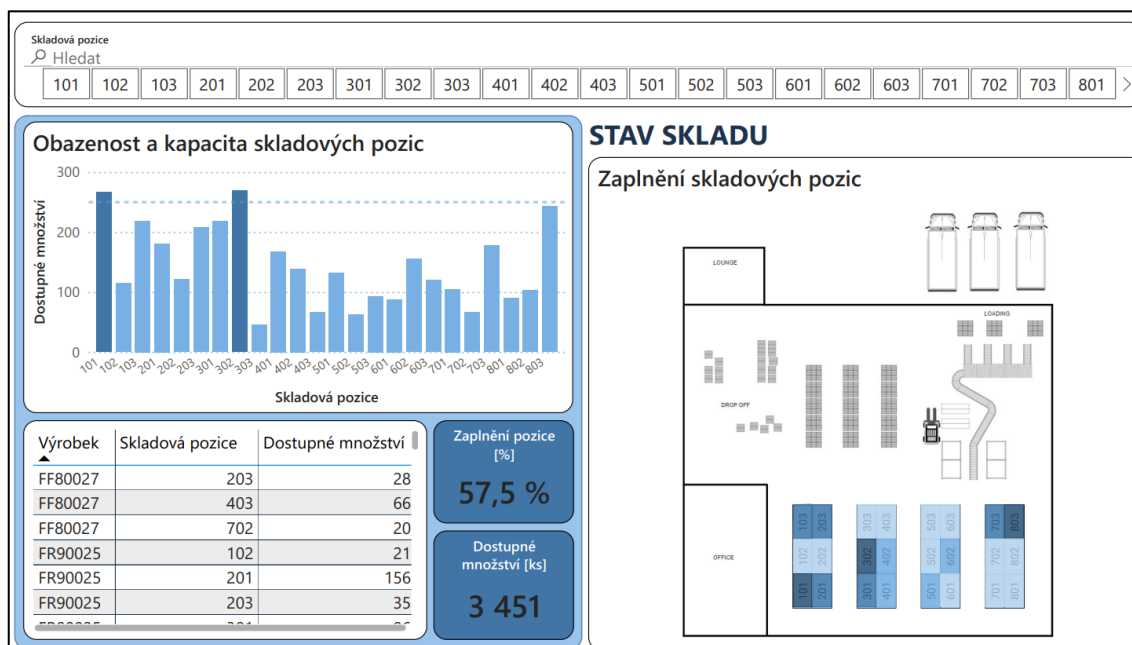 Skladová pozice
Hledat
101 102 103 201 202 203 301 302 303 401 402 403 501 502 503 601 602 603 701 702 703 801
Obazenost a kapacita skladových pozic
Dostupné množství
300
200
100
0
101 102 103 201 202 203 301 302 303 401 402 403 501 502 503 601 602 701 702 703 801 802 803
Skladová pozice
Výrobek Skladová pozice Dostupné množství
FF80027 203 28
FF80027 403 66
FF80027 702 20
FR90025 102 21
FR90025 201 156
FR90025 203 35
Zaplnění pozice
[%]
57,5 %
Dostupné
množství [ks]
3 451
STAV SKLADU
Zaplnění skladových pozic
LOUNGE
LOADING
DROP OFF
OFFICE
103 203 303 403 503 603 703 803
102 202 302 402 502 602 702 802
101 201 301 401 501 601 701 801